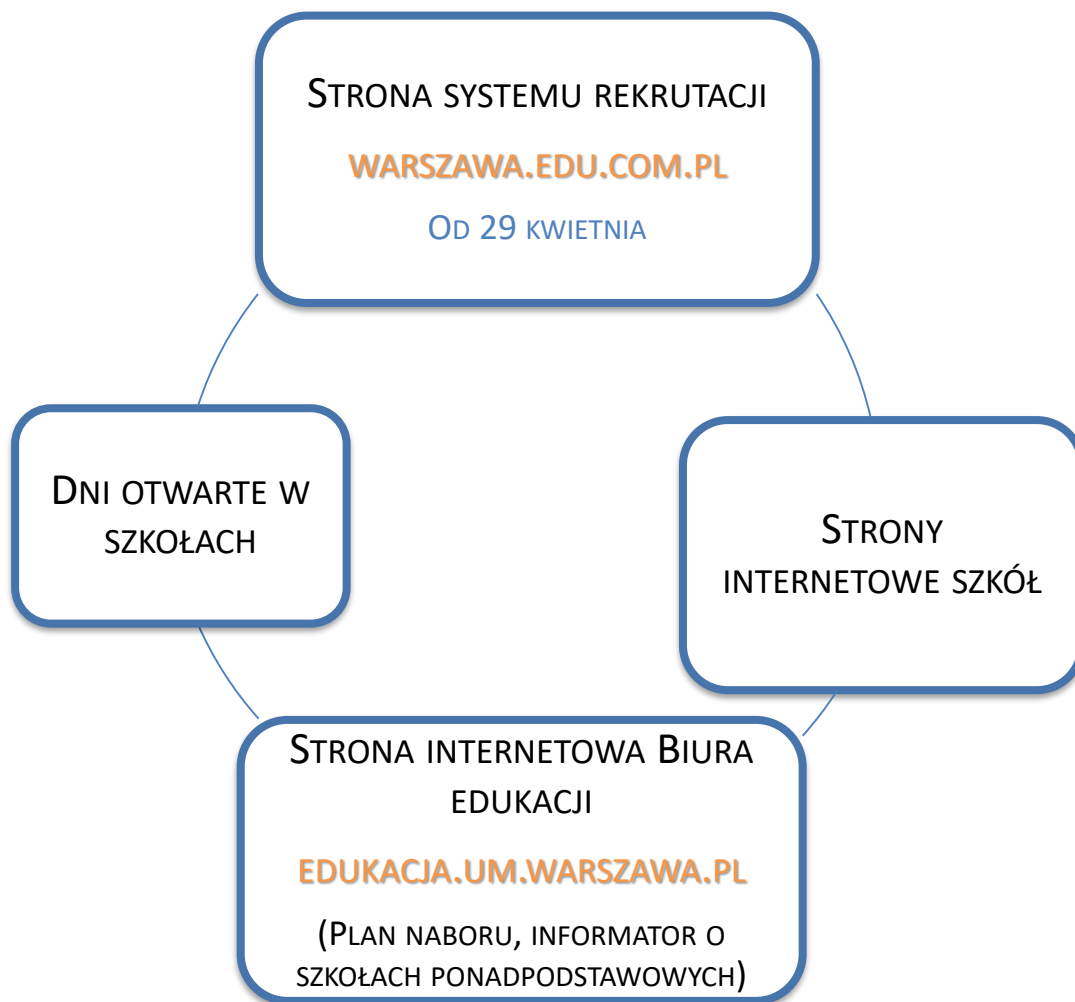 Strona systemu rekrutacji
warszawa.edu.com.pl
Od 29 kwietnia
Dni otwarte w
szkołach
Strony
internetowe szkół
Strona internetowa Biura
edukacji
edukacja.um.warszawa.pl
(Plan naboru, informator o
szkołach ponadpodstawowych)